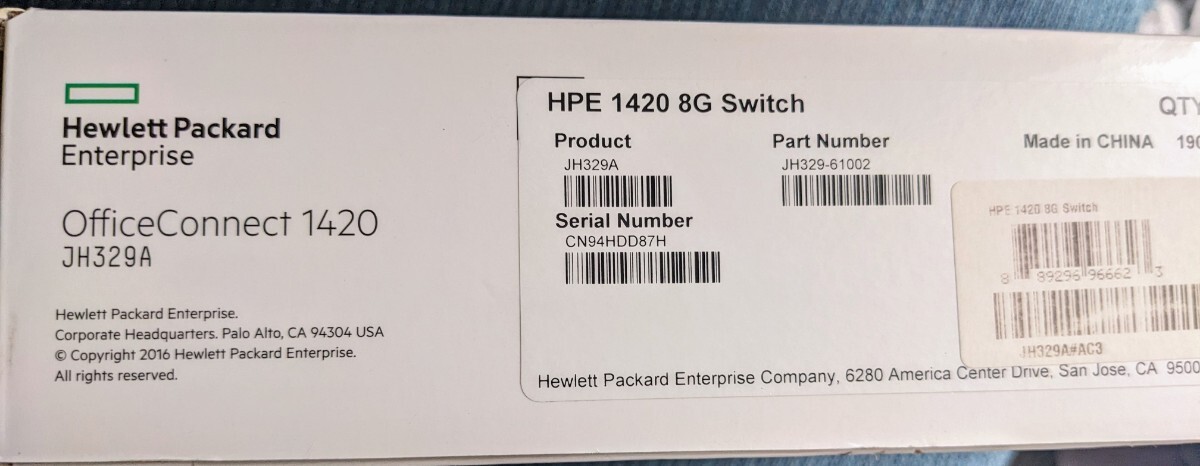 Hewlett Packard
Enterprise
OfficeConnect 1420
JH329A
Hewlett Packard Enterprise.
Corporate Headquarters. Palo Alto, CA 94304 USA
© Copyright 2016 Hewlett Packard Enterprise.
All rights reserved.
HPE 1420 8G Switch
QTY
Product
Part Number
Made in CHINA 190
JH329A
JH329-61002
Serial Number
CN94HDD87H
HPE 1420 8G Switch
8 89296 96662 3
JH329A#AC3
Hewlett Packard Enterprise Company, 6280 America Center Drive, San Jose, CA 9500